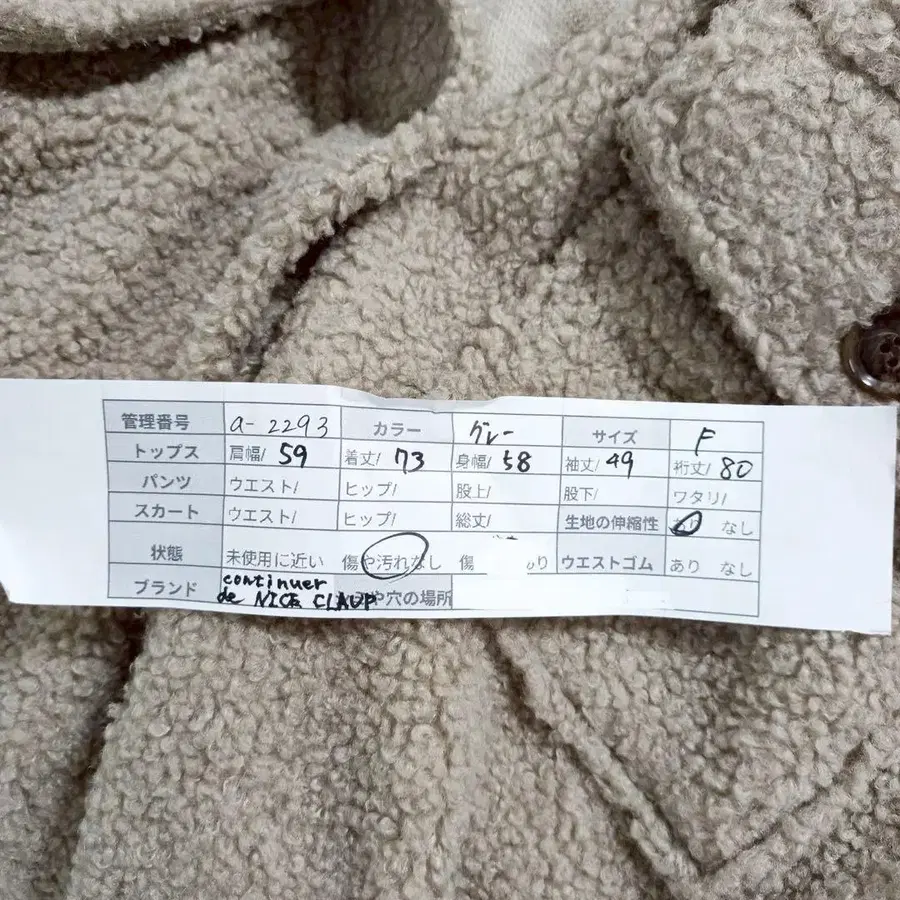 管理番号 a-2293 カラー グレー サイズ F
トップス 肩幅/ 59 着丈/ 73 身幅/ 58 袖丈/ 49 裄丈/ 80
パンツ ウエスト/ ヒップ/ 股上/ 股下/ ワタリ/
スカート ウエスト/ ヒップ/ 総丈/ 生地の伸縮性 あり なし
状態 未使用に近い 傷や汚れなし 傷 あり ウエストゴム あり なし
ブランド continuer
de NICE CLAUP や穴の場所